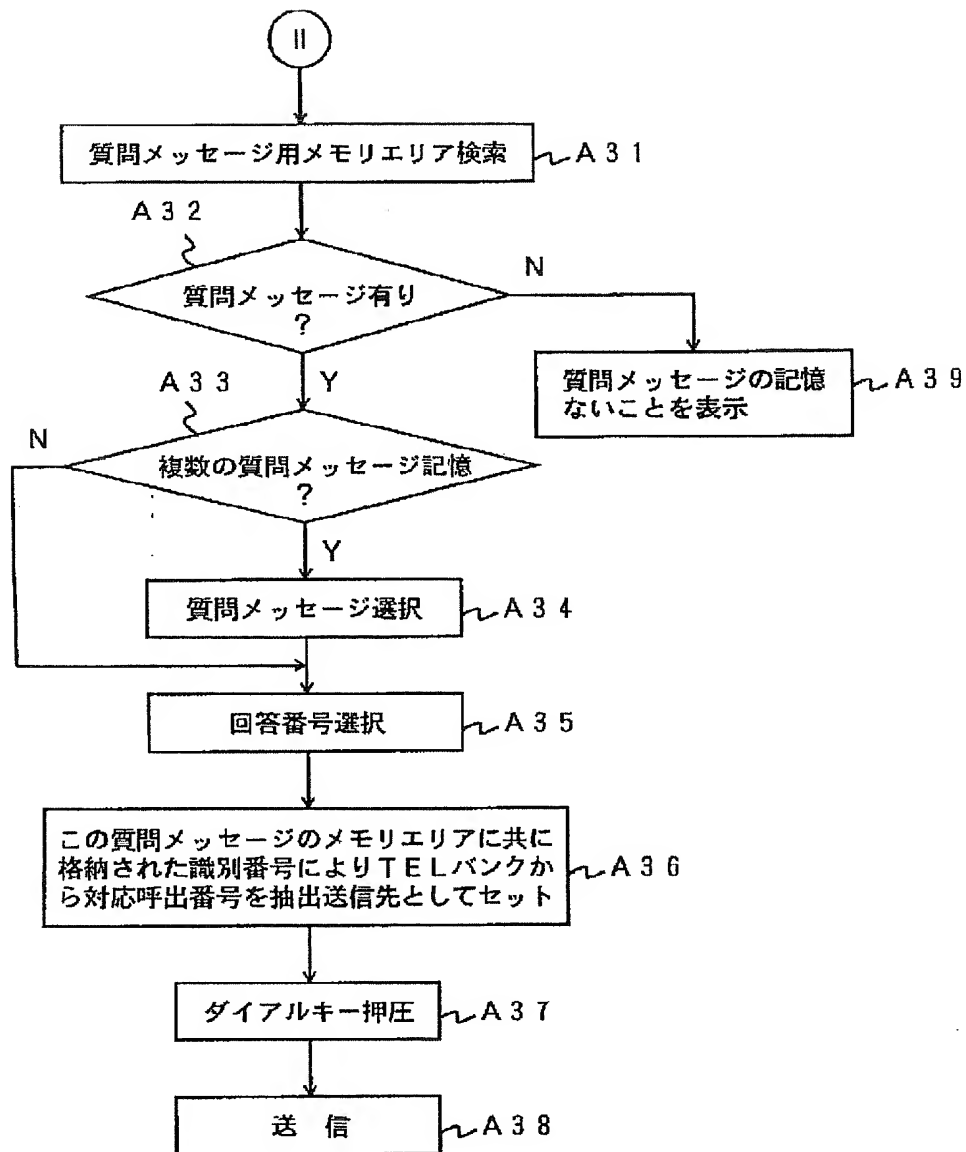 II
質問メッセージ用メモリエリア検索
A31
A32
質問メッセージ有り
?
N
Y
質問メッセージの記憶
ないことを表示
A39
A33
複数の質問メッセージ記憶
?
N
Y
質問メッセージ選択
A34
回答番号選択
A35
この質問メッセージのメモリエリアに共に
格納された識別番号によりTELバンクか
ら対応呼出番号を抽出送信先としてセット
A36
ダイアルキー押圧
A37
送 信
A38